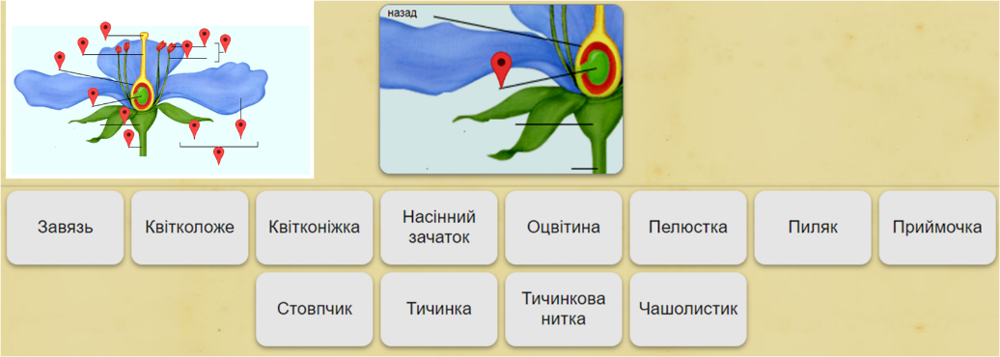 назад
Завязь
Квітколоже
Квітконіжка
Насінний
зачаток
Оцвітина
Пелюстка
Пиляк
Приймочка
Стовпчик
Тичинка
Тичинкова
нитка
Чашолистик